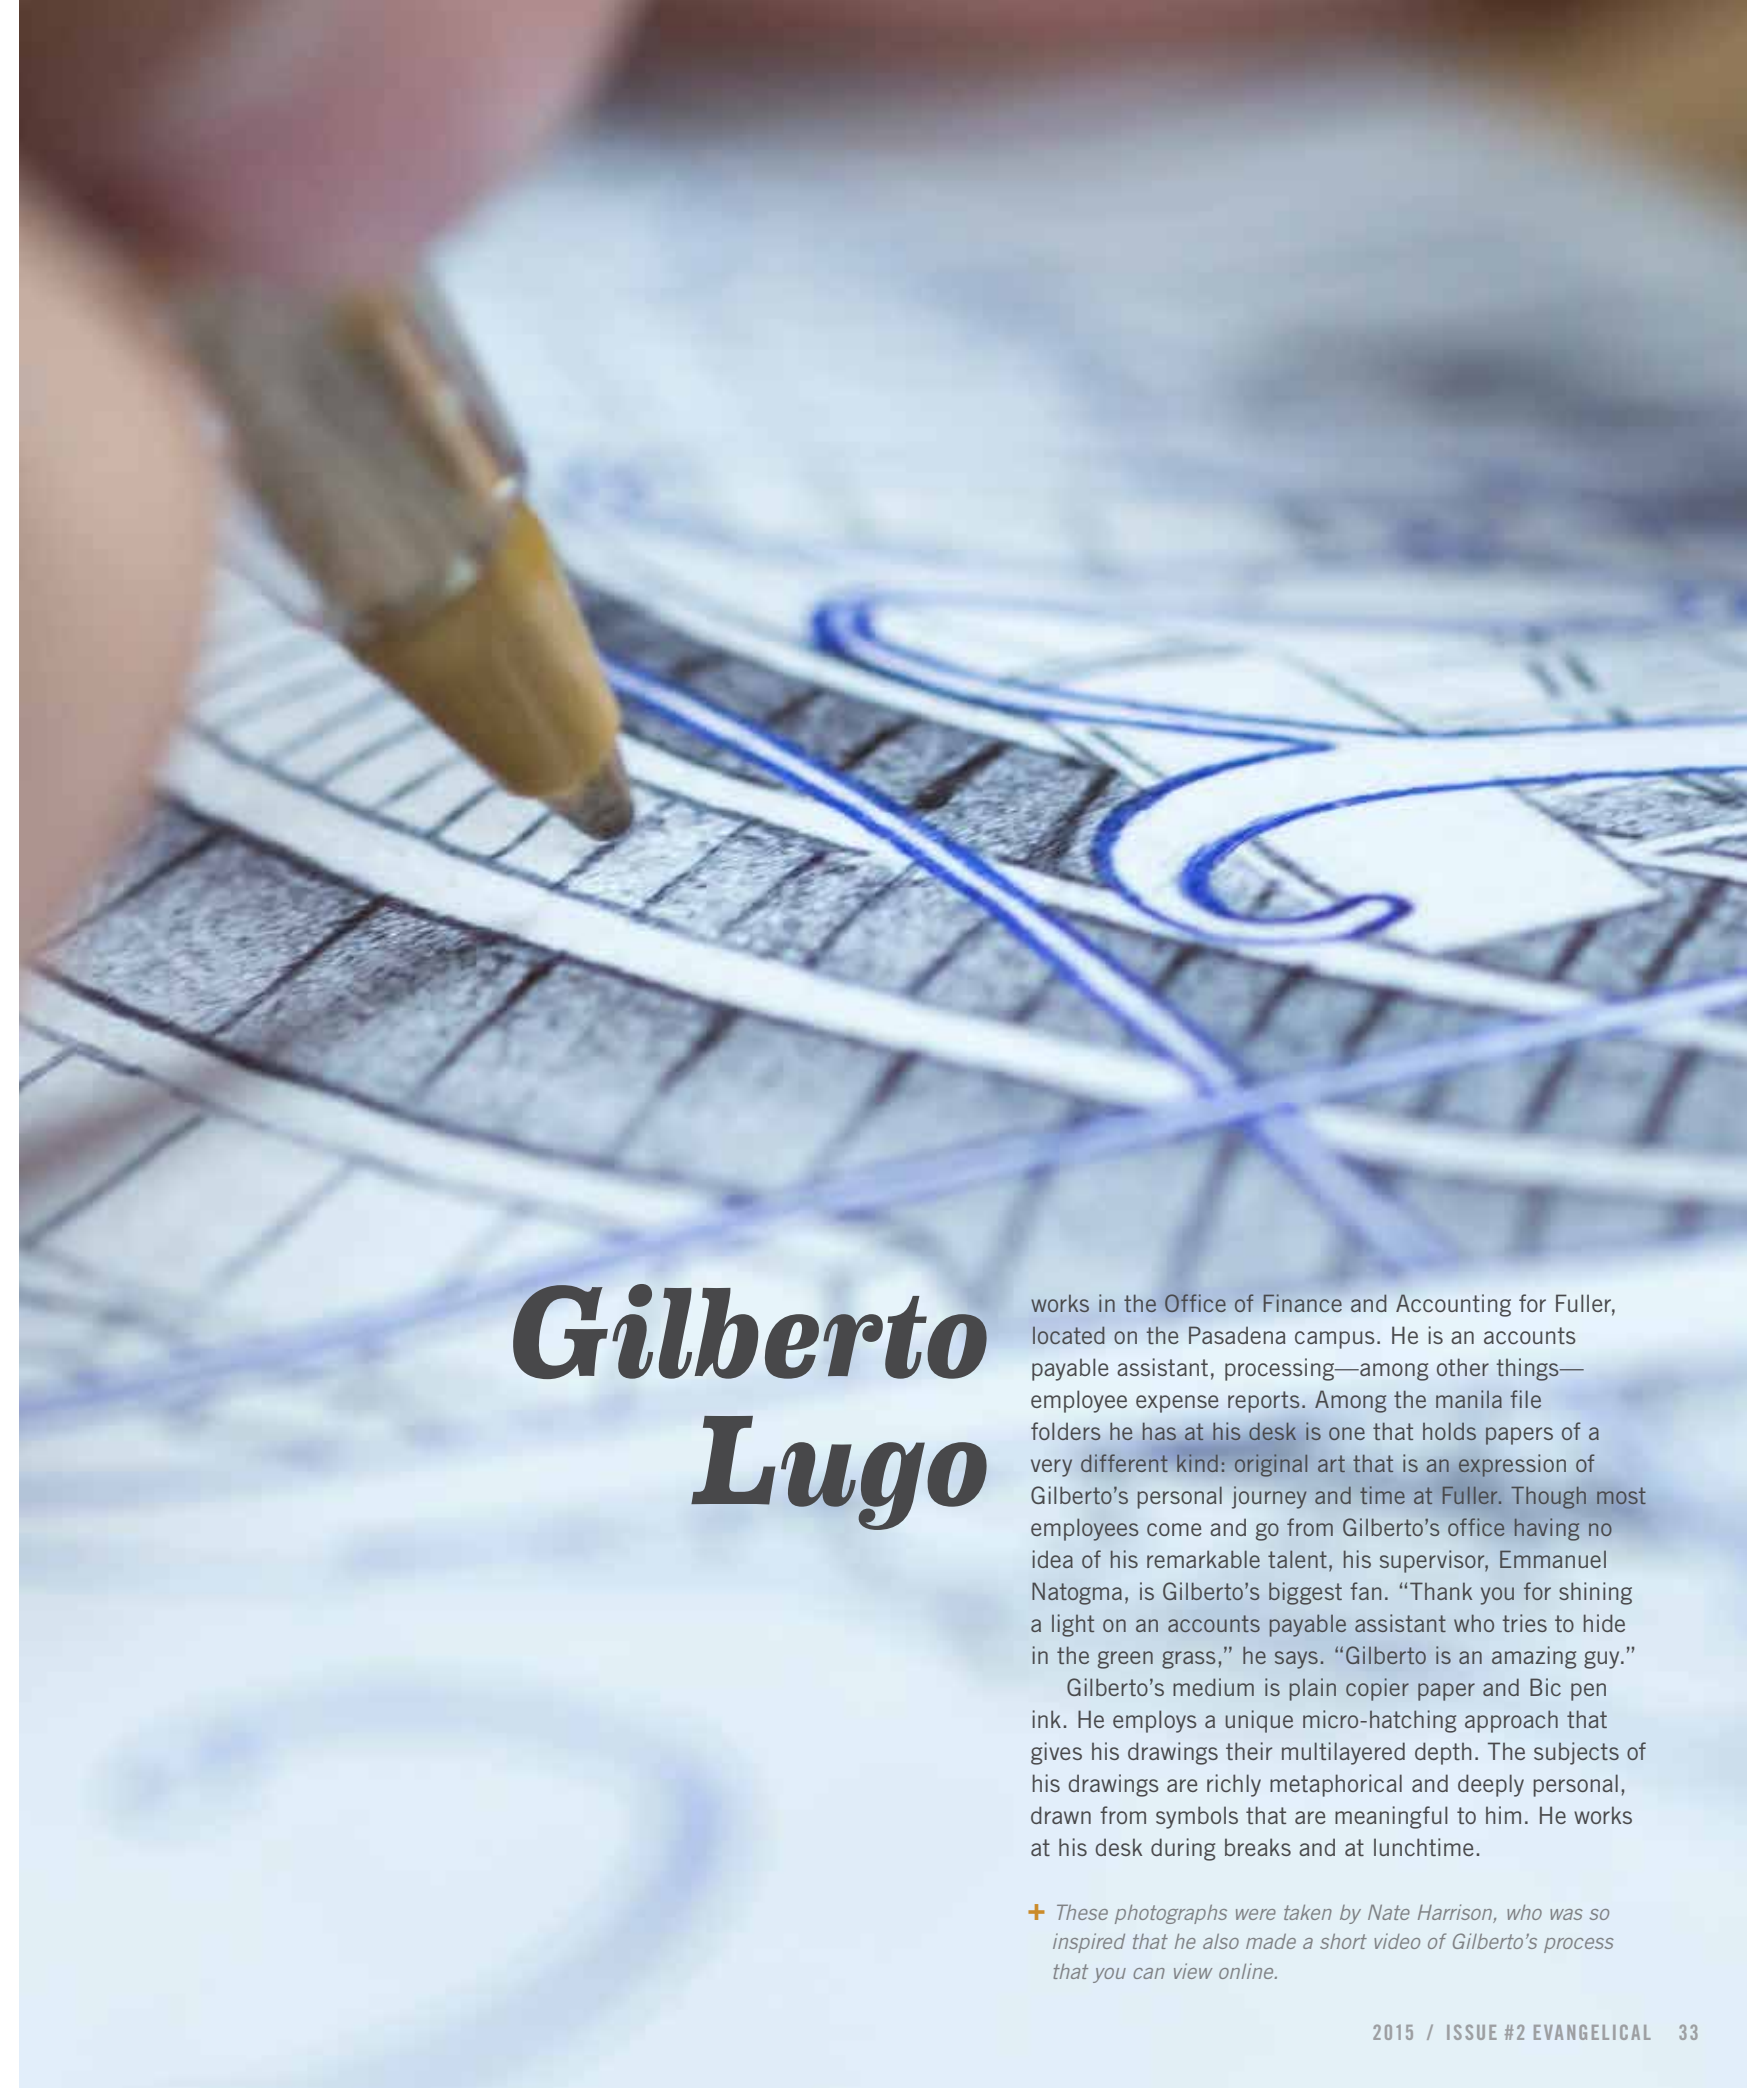 Gilberto
Lugo
works in the Office of Finance and Accounting for Fuller,
located on the Pasadena campus. He is an accounts
payable assistant, processing—among other things—
employee expense reports. Among the manila file
folders he has at his desk is one that holds papers of a
very different kind: original art that is an expression of
Gilberto’s personal journey and time at Fuller. Though most
employees come and go from Gilberto’s office having no
idea of his remarkable talent, his supervisor, Emmanuel
Natogma, is Gilberto’s biggest fan. “Thank you for shining
a light on an accounts payable assistant who tries to hide
in the green grass,” he says. “Gilberto is an amazing guy.”
Gilberto’s medium is plain copier paper and Bic pen
ink. He employs a unique micro-hatching approach that
gives his drawings their multilayered depth. The subjects of
his drawings are richly metaphorical and deeply personal,
drawn from symbols that are meaningful to him. He works
at his desk during breaks and at lunchtime.
+ These photographs were taken by Nate Harrison, who was so
inspired that he also made a short video of Gilberto’s process
that you can view online.
2015 / ISSUE #2 EVANGELICAL 33